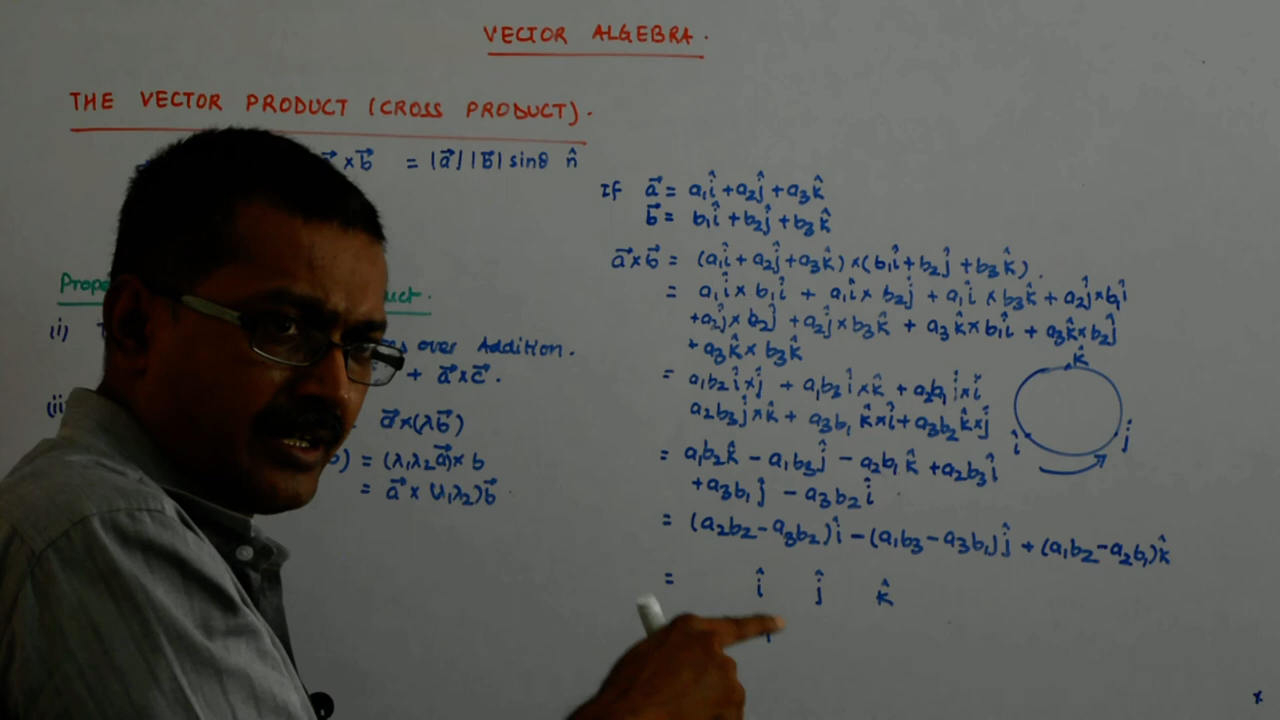 VECTOR ALGEBRA.
THE VECTOR PRODUCT (CROSS PRODUCT).
×b⃗ = |a⃗| |b⃗| sinθ n̂
(i)
over Addition.
+ a⃗×c⃗.
(ii)
a⃗×(λb⃗)
= (λ₁λ₂a⃗)× b
= a⃗ × (λ₁λ₂)b⃗
If a⃗ = a₁î +a₂ĵ +a₃k̂
b⃗ = b₁î +b₂ĵ +b₃k̂
a⃗×b⃗ = (a₁î + a₂ĵ +a₃k̂) ×(b₁î +b₂ĵ +b₃k̂).
= a₁î × b₁î + a₁î × b₂ĵ + a₁î × b₃k̂ + a₂ĵ×b₁î
+a₂ĵ × b₂ĵ + a₂ĵ × b₃k̂ + a₃k̂×b₁î + a₃k̂×b₂ĵ
+ a₃k̂ × b₃k̂
= a₁b₂ î×ĵ + a₁b₃ î×k̂ + a₂b₁ ĵ×î
a₂b₃ ĵ×k̂ + a₃b₁ k̂×î + a₃b₂ k̂×ĵ
= a₁b₂k̂ - a₁b₃ĵ - a₂b₁k̂ + a₂b₃î
+a₃b₁ĵ - a₃b₂î
= (a₂b₂-a₃b₂)î -(a₁b₃-a₃b₁)ĵ + (a₁b₂-a₂b₁)k̂
= î ĵ k̂
k̂
î ĵ